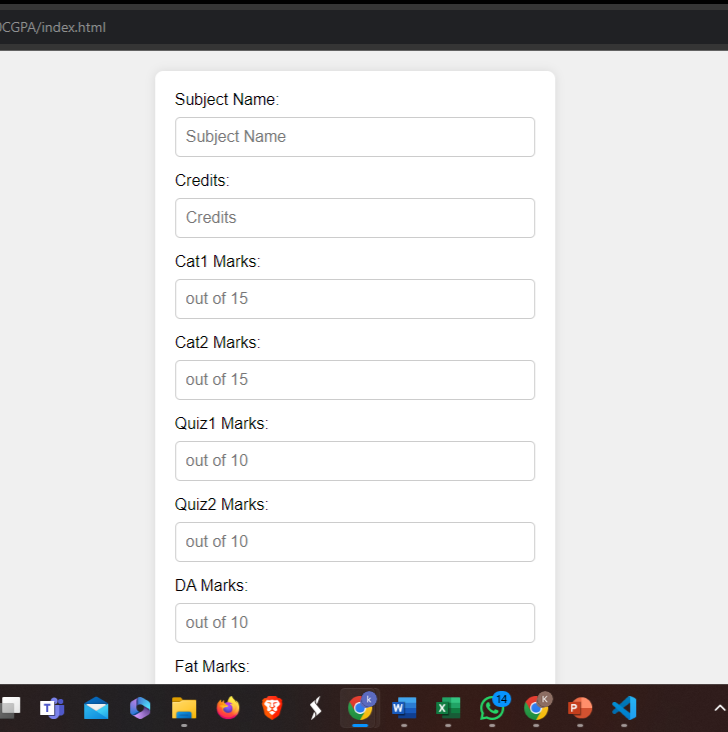 CGPA/index.html
Subject Name:
Subject Name
Credits:
Credits
Cat1 Marks:
out of 15
Cat2 Marks:
out of 15
Quiz1 Marks:
out of 10
Quiz2 Marks:
out of 10
DA Marks:
out of 10
Fat Marks:
T
k
W
X
14
K
P